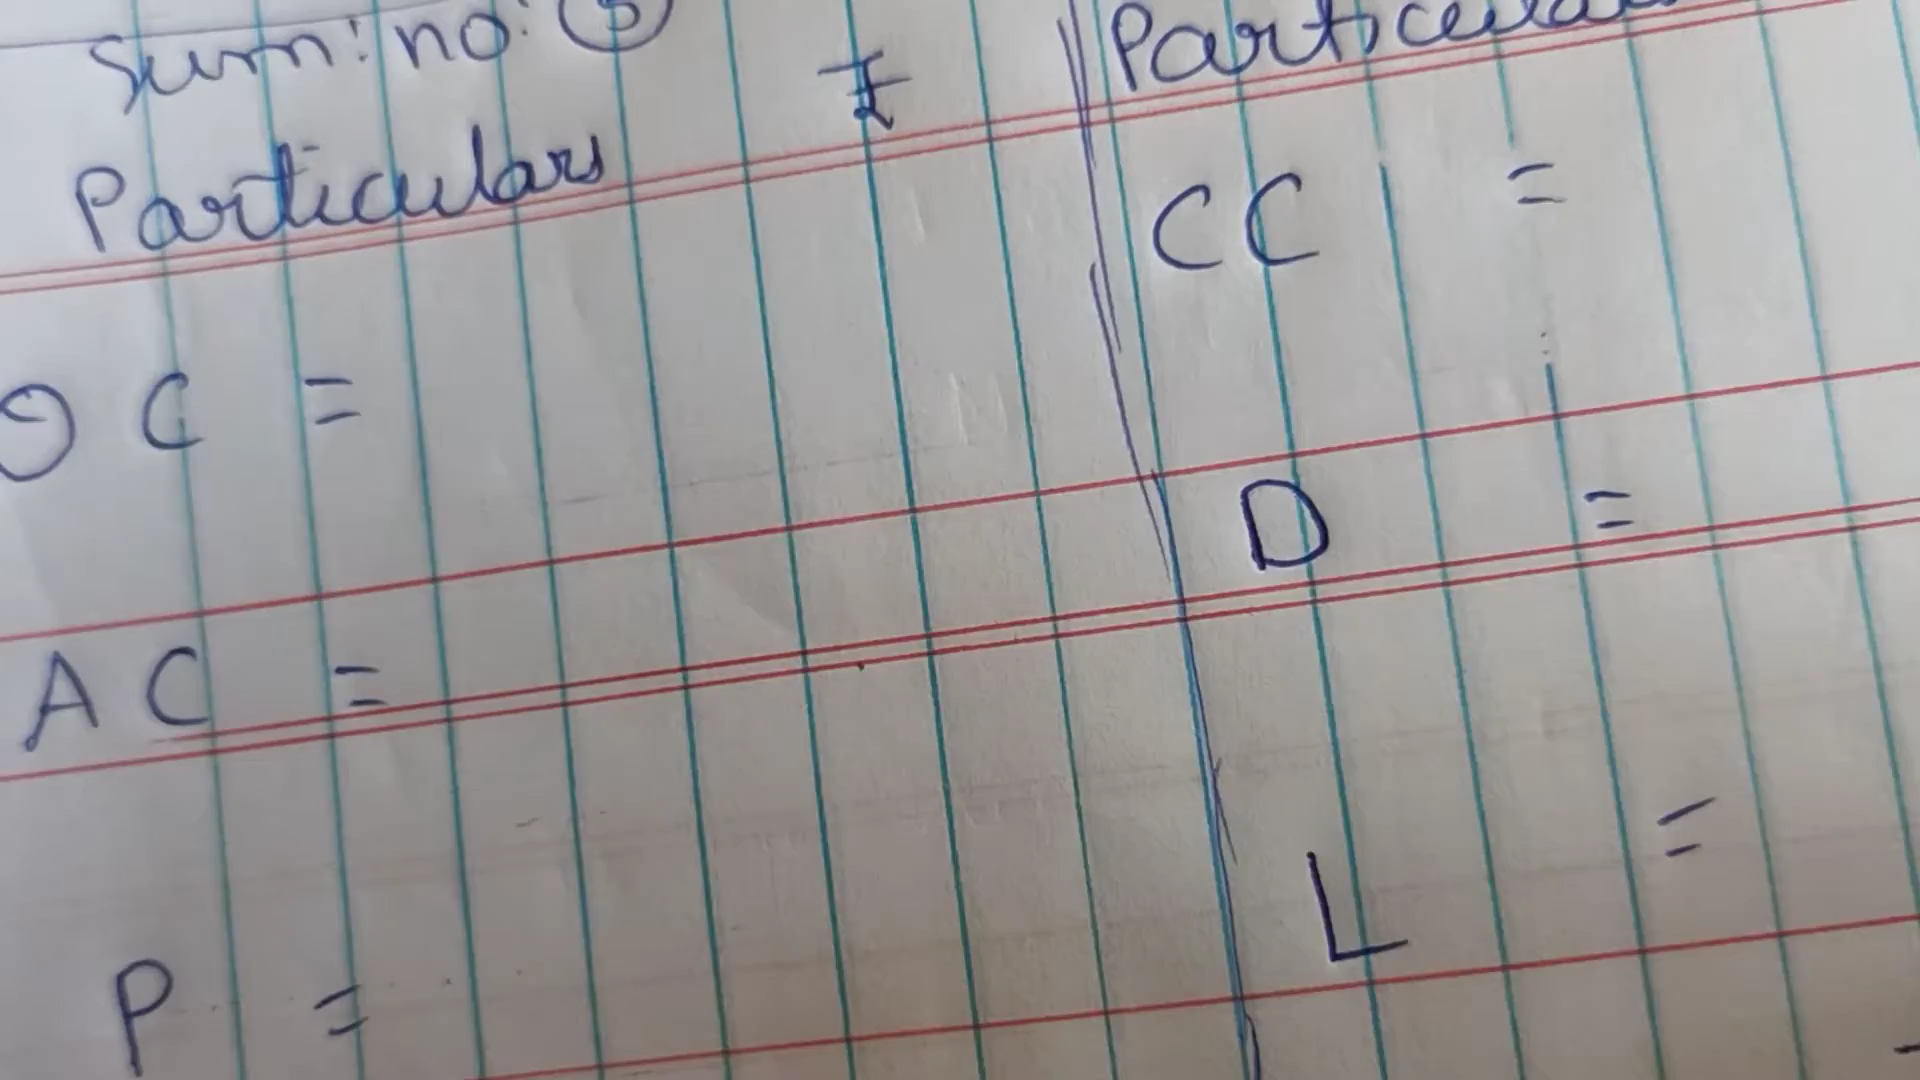 Sum: no: 5
Particulars ₹
OC =
AC =
P =
Particulars
CC =
D =
L =